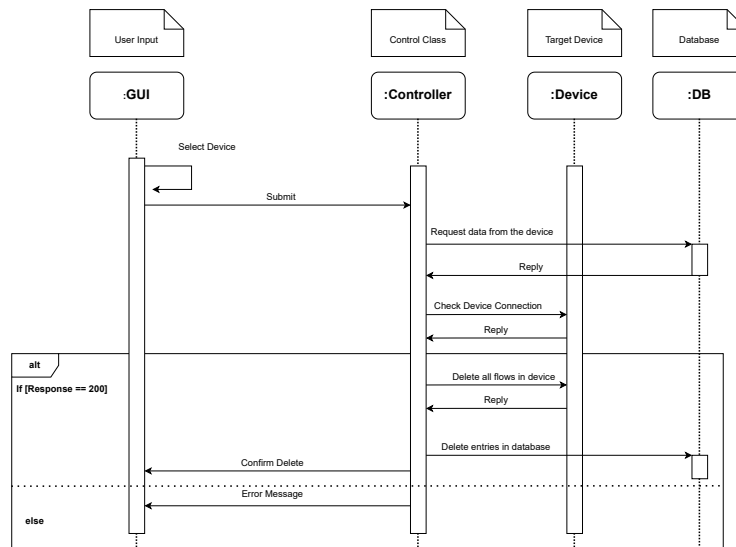 User Input
Control Class
Target Device
Database
:GUI
:Controller
:Device
:DB
Select Device
Submit
Request data from the device
Reply
Check Device Connection
Reply
alt
If [Response == 200]
Delete all flows in device
Reply
Delete entries in database
Confirm Delete
Error Message
else